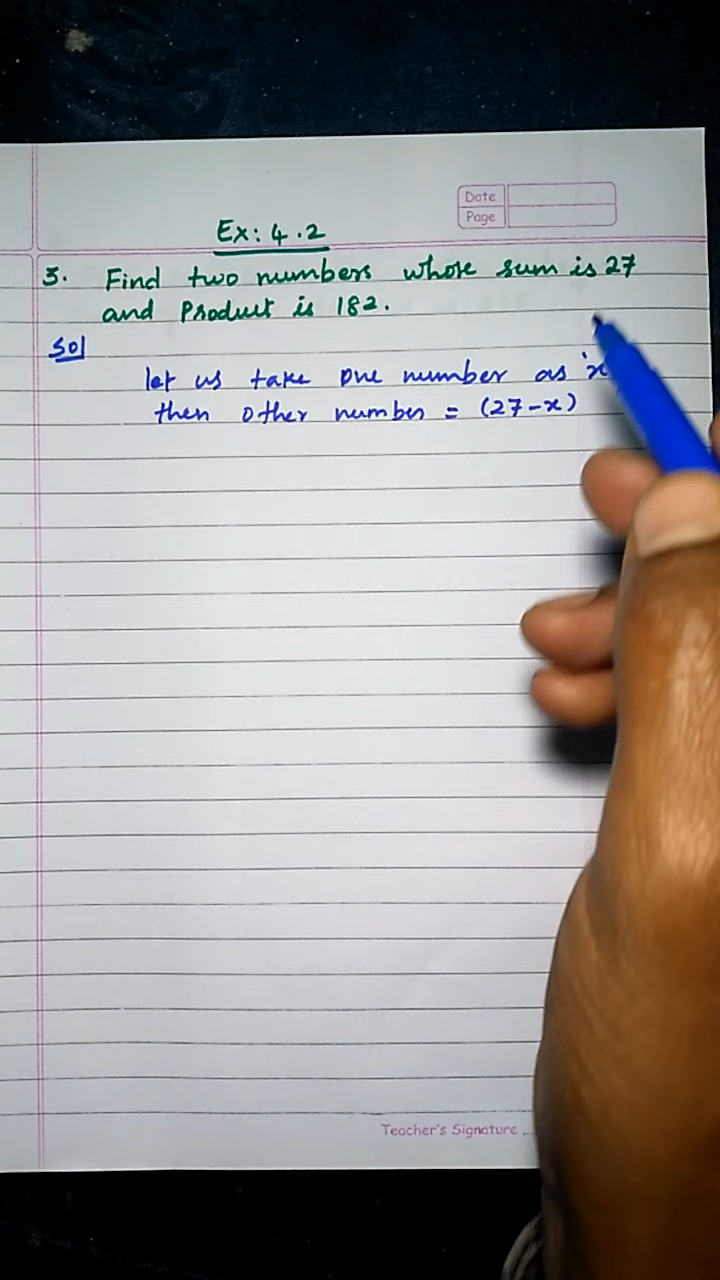 Date
Page
Ex: 4.2
3. Find two numbers whose sum is 27
and Product is 182.
Sol
let us take one number as 'x
then other number = (27-x)
Teacher's Signature ...